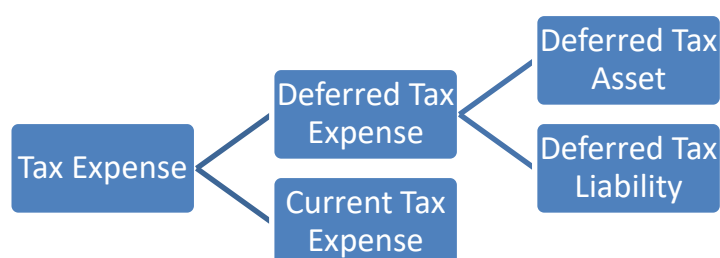 Tax Expense
Deferred Tax
Expense
Current Tax
Expense
Deferred Tax
Asset
Deferred Tax
Liability